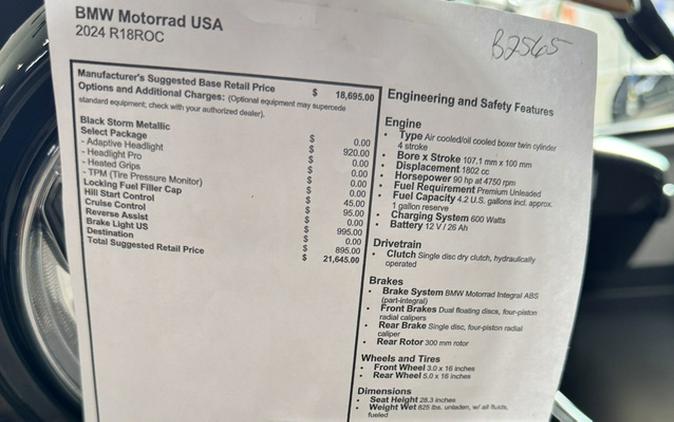 BMW Motorrad USA
2024 R18ROC
B2565
Manufacturer's Suggested Base Retail Price $ 18,695.00
Options and Additional Charges: (Optional equipment may supercede
standard equipment; check with your authorized dealer).
Black Storm Metallic $ 0.00
Select Package $ 920.00
- Adaptive Headlight $ 0.00
- Headlight Pro $ 0.00
- Heated Grips $ 0.00
- TPM (Tire Pressure Monitor) $ 0.00
Locking Fuel Filler Cap $ 45.00
Hill Start Control $ 95.00
Cruise Control $ 0.00
Reverse Assist $ 995.00
Brake Light US $ 0.00
Destination $ 895.00
Total Suggested Retail Price $ 21,645.00
Engineering and Safety Features
Engine
• Type Air cooled/oil cooled boxer twin cylinder
4 stroke
• Bore x Stroke 107.1 mm x 100 mm
• Displacement 1802 cc
• Horsepower 90 hp at 4750 rpm
• Fuel Requirement Premium Unleaded
• Fuel Capacity 4.2 U.S. gallons incl. approx.
1 gallon reserve
• Charging System 600 Watts
• Battery 12 V / 26 Ah
Drivetrain
• Clutch Single disc dry clutch, hydraulically
operated
Brakes
• Brake System BMW Motorrad Integral ABS
(part-integral)
• Front Brakes Dual floating discs, four-piston
radial calipers
• Rear Brake Single disc, four-piston radial
caliper
• Rear Rotor 300 mm rotor
Wheels and Tires
• Front Wheel 3.0 x 16 inches
• Rear Wheel 5.0 x 16 inches
Dimensions
• Seat Height 28.3 inches
• Weight Wet 825 lbs. unladen, w/ all fluids,
fueled